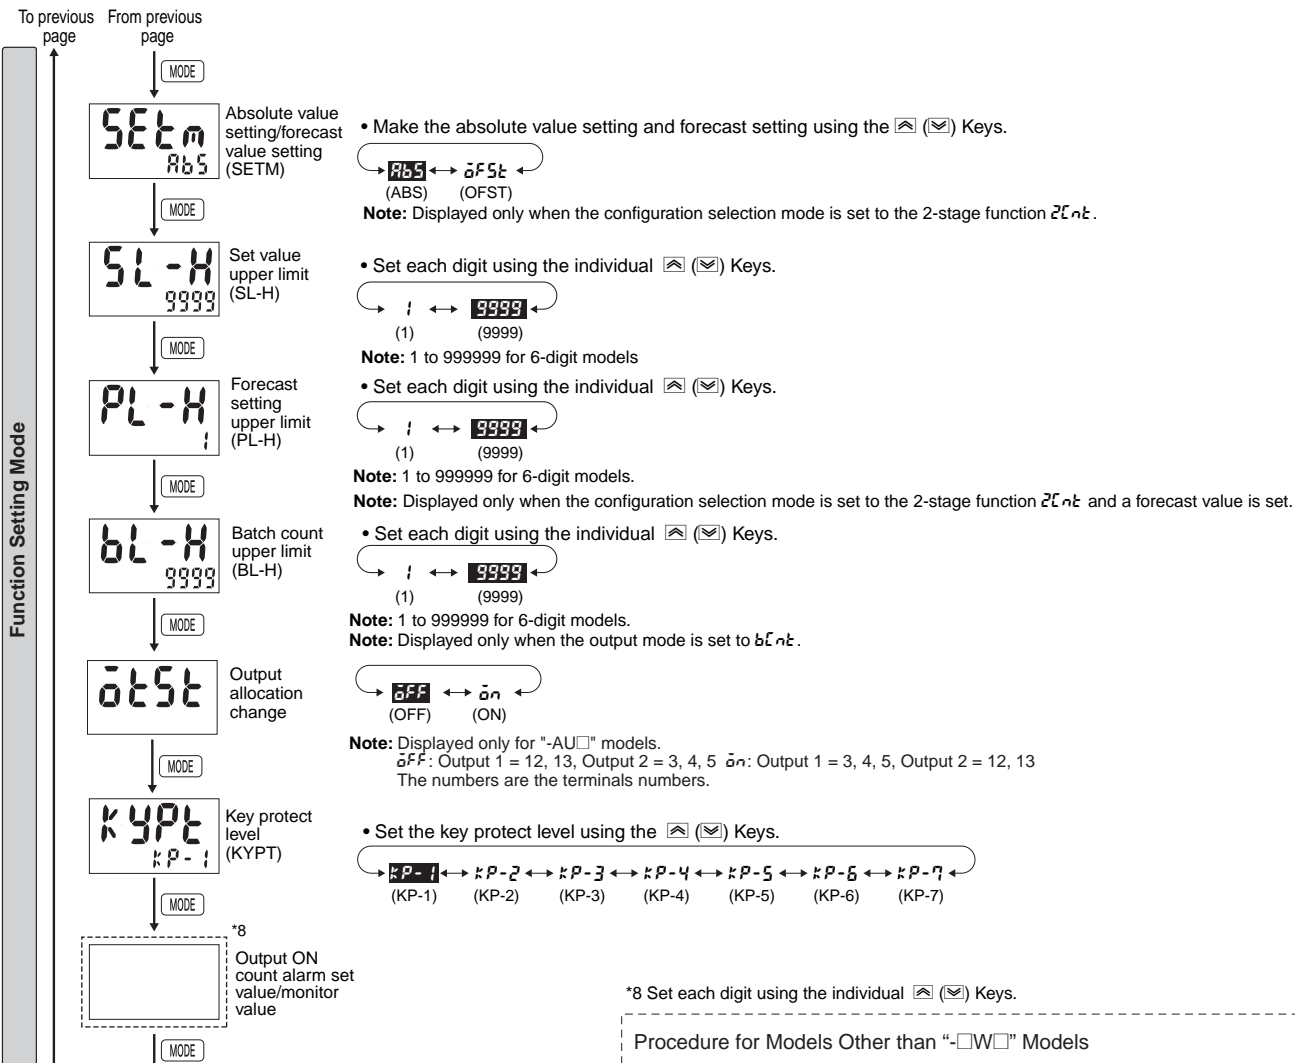 To previous page
From previous page
MODE
SEtm
AbS
Absolute value
setting/forecast
value setting
(SETM)
• Make the absolute value setting and forecast setting using the ︽ (︾) Keys.
AbS ↔ oFSt
(ABS) (OFST)
Note: Displayed only when the configuration selection mode is set to the 2-stage function 2Cnt.
MODE
SL-H
9999
Set value
upper limit
(SL-H)
• Set each digit using the individual ︽ (︾) Keys.
1 ↔ 9999
(1) (9999)
Note: 1 to 999999 for 6-digit models
MODE
PL-H
1
Forecast
setting
upper limit
(PL-H)
• Set each digit using the individual ︽ (︾) Keys.
1 ↔ 9999
(1) (9999)
Note: 1 to 999999 for 6-digit models.
Note: Displayed only when the configuration selection mode is set to the 2-stage function 2Cnt and a forecast value is set.
MODE
bL-H
9999
Batch count
upper limit
(BL-H)
• Set each digit using the individual ︽ (︾) Keys.
1 ↔ 9999
(1) (9999)
Note: 1 to 999999 for 6-digit models.
Note: Displayed only when the output mode is set to bCnt.
MODE
otSt
Output
allocation
change
oFF ↔ on
(OFF) (ON)
Note: Displayed only for "-AU□" models.
oFF: Output 1 = 12, 13, Output 2 = 3, 4, 5 on: Output 1 = 3, 4, 5, Output 2 = 12, 13
The numbers are the terminals numbers.
MODE
KYPt
KP-1
Key protect
level
(KYPT)
• Set the key protect level using the ︽ (︾) Keys.
KP-1 ↔ KP-2 ↔ KP-3 ↔ KP-4 ↔ KP-5 ↔ KP-6 ↔ KP-7
(KP-1) (KP-2) (KP-3) (KP-4) (KP-5) (KP-6) (KP-7)
MODE
*8
Output ON
count alarm set
value/monitor
value
*8 Set each digit using the individual ︽ (︾) Keys.
Procedure for Models Other than “-□W□” Models
MODE
Function Setting Mode